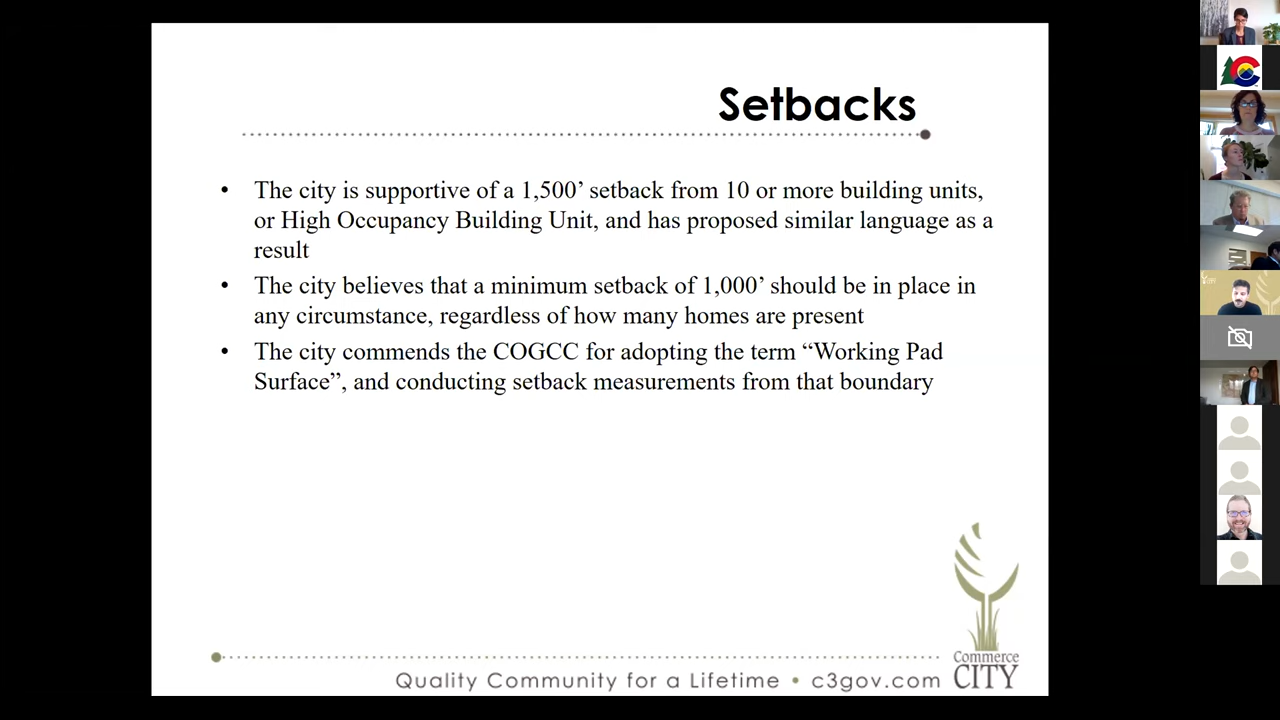 Setbacks
• The city is supportive of a 1,500’ setback from 10 or more building units,
or High Occupancy Building Unit, and has proposed similar language as a
result
• The city believes that a minimum setback of 1,000’ should be in place in
any circumstance, regardless of how many homes are present
• The city commends the COGCC for adopting the term “Working Pad
Surface”, and conducting setback measurements from that boundary
Commerce
CITY
Quality Community for a Lifetime • c3gov.com